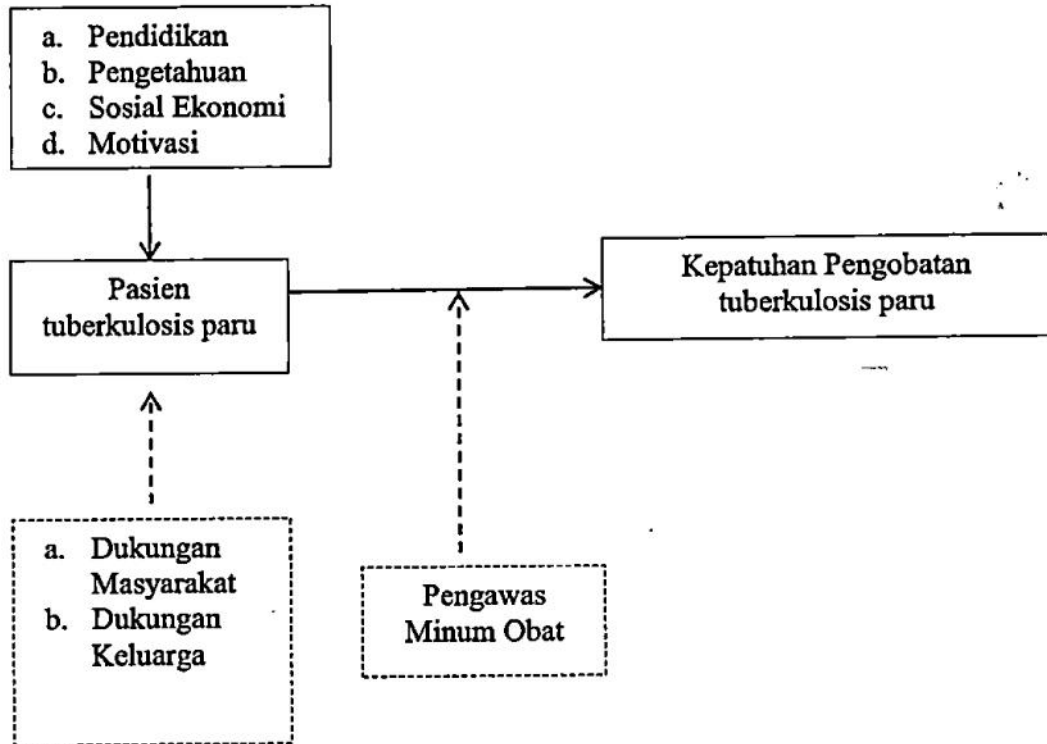 a. Pendidikan
b. Pengetahuan
c. Sosial Ekonomi
d. Motivasi
Pasien
tuberkulosis paru
Kepatuhan Pengobatan
tuberkulosis paru
a. Dukungan
Masyarakat
b. Dukungan
Keluarga
Pengawas
Minum Obat